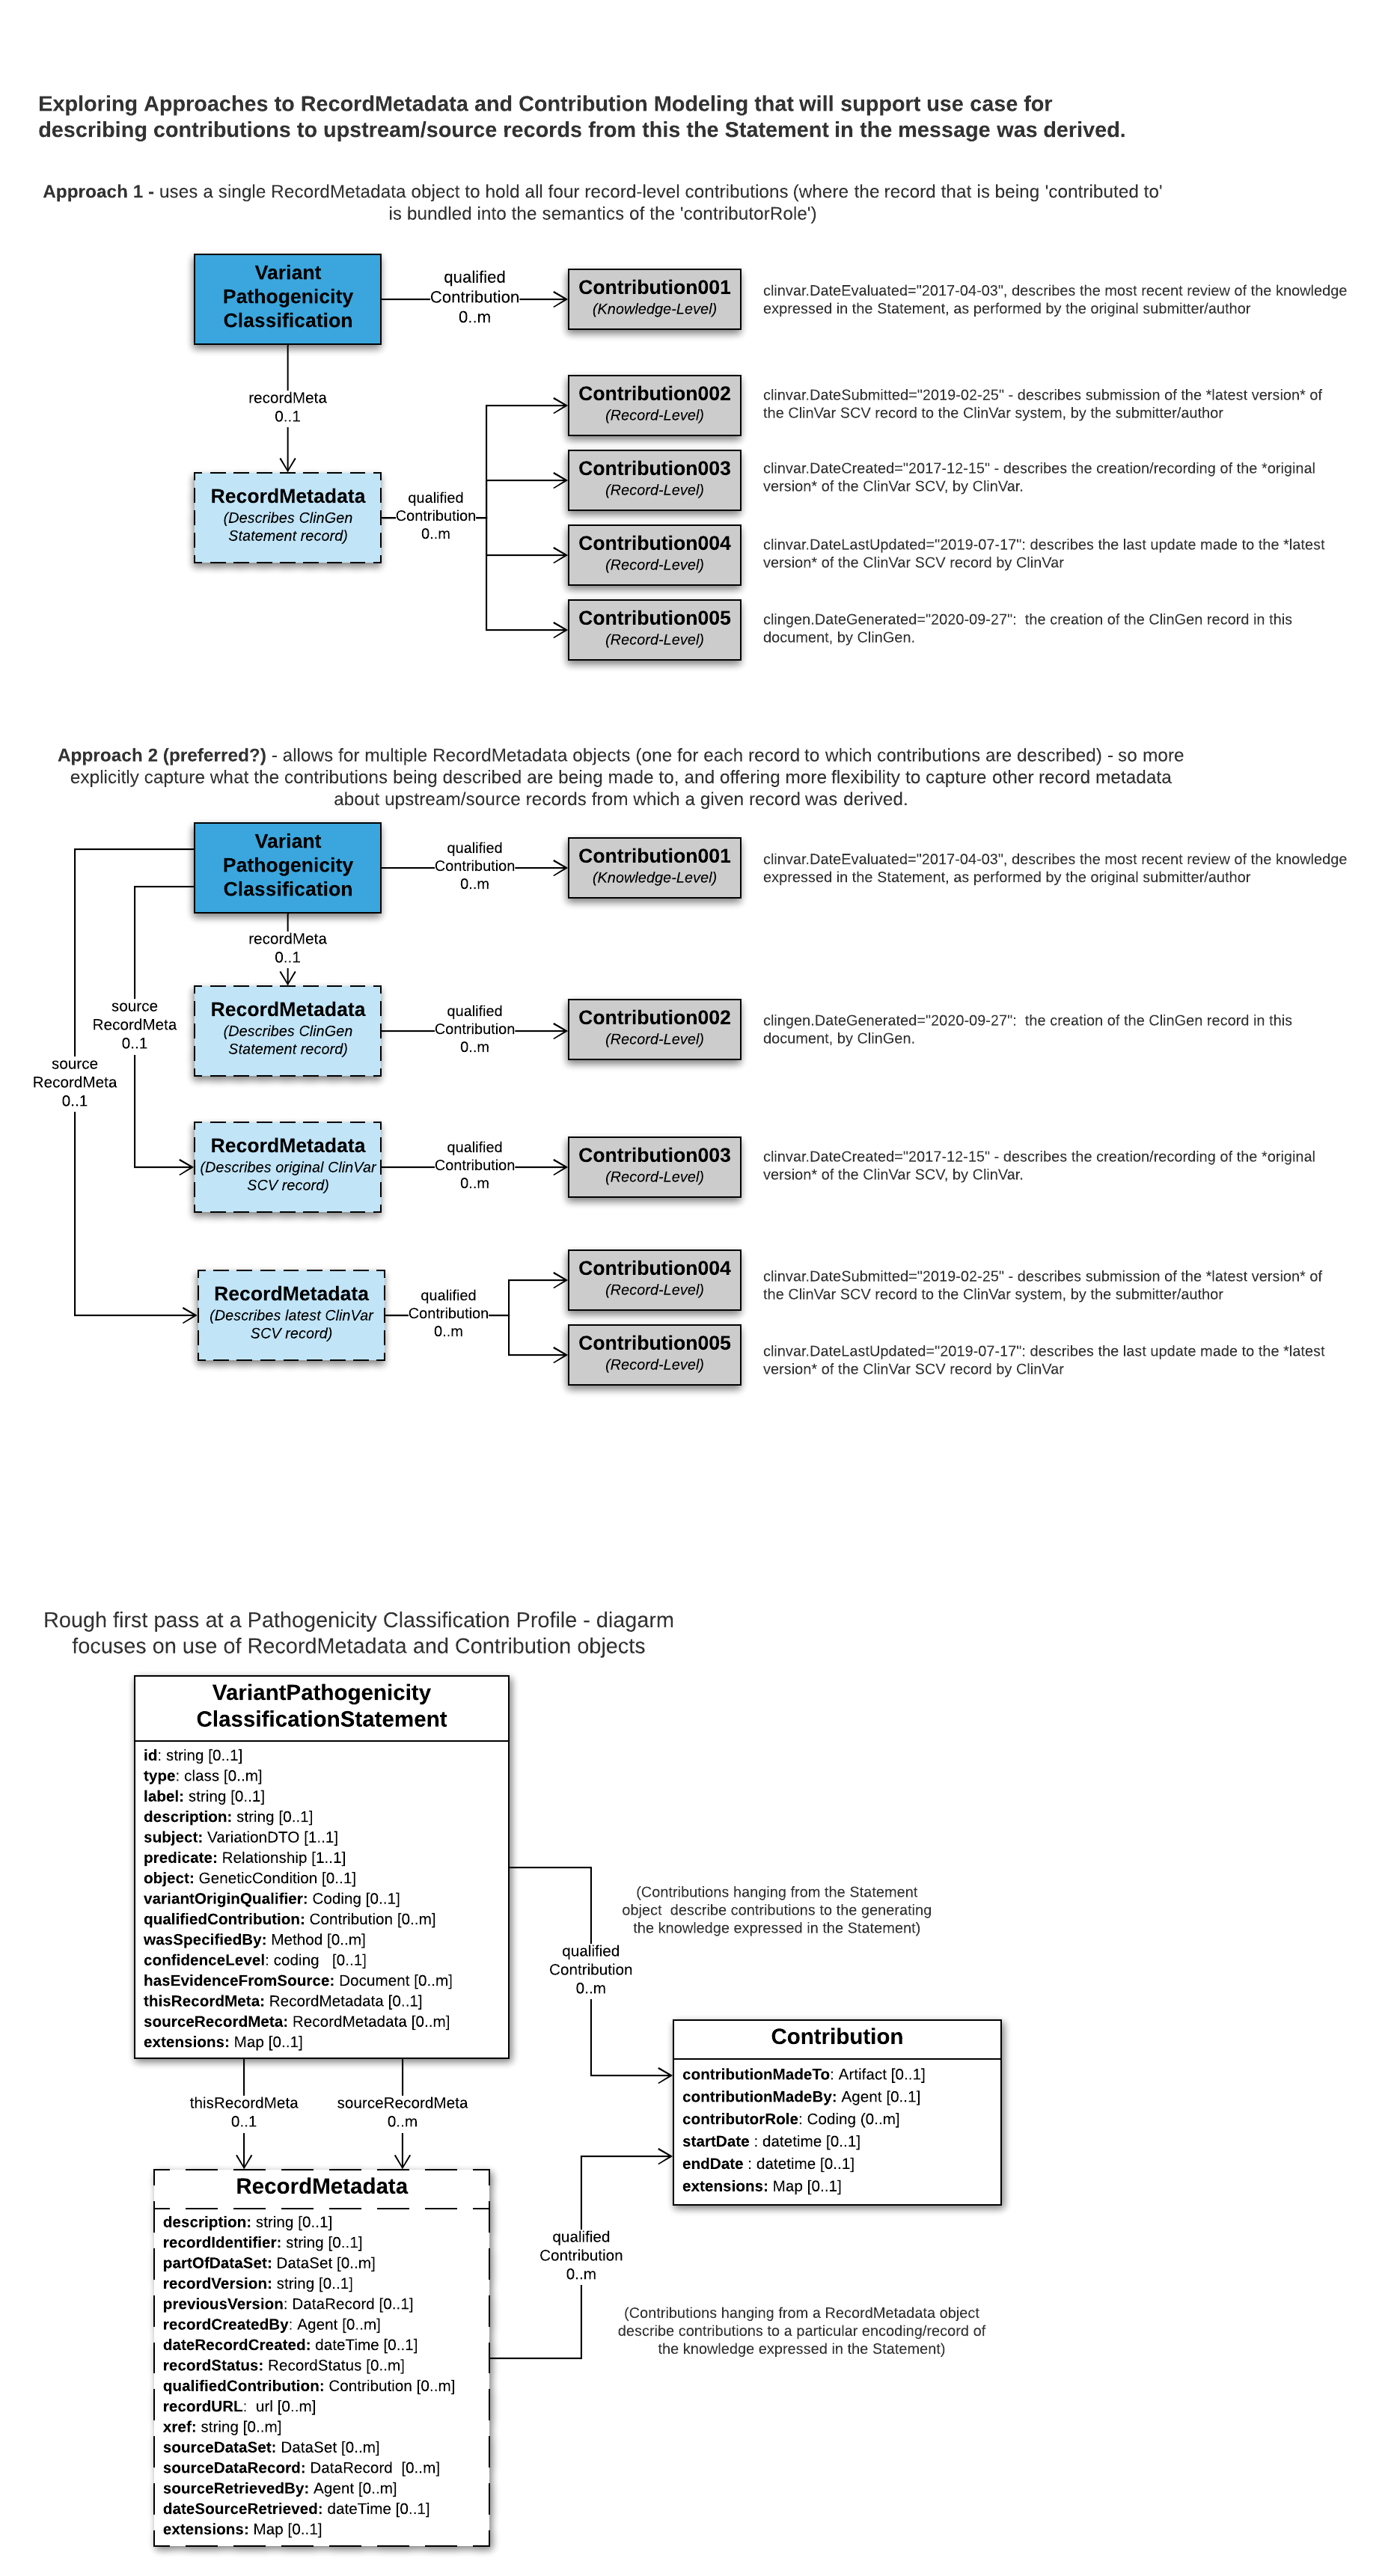 Exploring Approaches to RecordMetadata and Contribution Modeling that will support use case for
describing contributions to upstream/source records from this the Statement in the message was derived.
Approach 1 - uses a single RecordMetadata object to hold all four record-level contributions (where the record that is being 'contributed to'
is bundled into the semantics of the 'contributorRole')
Variant
Pathogenicity
Classification
qualified
Contribution
0..m
Contribution001
(Knowledge-Level)
clinvar.DateEvaluated="2017-04-03", describes the most recent review of the knowledge
expressed in the Statement, as performed by the original submitter/author
recordMeta
0..1
Contribution002
(Record-Level)
clinvar.DateSubmitted="2019-02-25" - describes submission of the *latest version* of
the ClinVar SCV record to the ClinVar system, by the submitter/author
RecordMetadata
(Describes ClinGen
Statement record)
qualified
Contribution
0..m
Contribution003
(Record-Level)
clinvar.DateCreated="2017-12-15" - describes the creation/recording of the *original
version* of the ClinVar SCV, by ClinVar.
Contribution004
(Record-Level)
clinvar.DateLastUpdated="2019-07-17": describes the last update made to the *latest
version* of the ClinVar SCV record by ClinVar
Contribution005
(Record-Level)
clingen.DateGenerated="2020-09-27":  the creation of the ClinGen record in this
document, by ClinGen.
Approach 2 (preferred?) - allows for multiple RecordMetadata objects (one for each record to which contributions are described) - so more
explicitly capture what the contributions being described are being made to, and offering more flexibility to capture other record metadata
about upstream/source records from which a given record was derived.
Variant
Pathogenicity
Classification
qualified
Contribution
0..m
Contribution001
(Knowledge-Level)
clinvar.DateEvaluated="2017-04-03", describes the most recent review of the knowledge
expressed in the Statement, as performed by the original submitter/author
recordMeta
0..1
source
RecordMeta
0..1
source
RecordMeta
0..1
RecordMetadata
(Describes ClinGen
Statement record)
qualified
Contribution
0..m
Contribution002
(Record-Level)
clingen.DateGenerated="2020-09-27":  the creation of the ClinGen record in this
document, by ClinGen.
RecordMetadata
(Describes original ClinVar
SCV record)
qualified
Contribution
0..m
Contribution003
(Record-Level)
clinvar.DateCreated="2017-12-15" - describes the creation/recording of the *original
version* of the ClinVar SCV, by ClinVar.
RecordMetadata
(Describes latest ClinVar
SCV record)
qualified
Contribution
0..m
Contribution004
(Record-Level)
clinvar.DateSubmitted="2019-02-25" - describes submission of the *latest version* of
the ClinVar SCV record to the ClinVar system, by the submitter/author
Contribution005
(Record-Level)
clinvar.DateLastUpdated="2019-07-17": describes the last update made to the *latest
version* of the ClinVar SCV record by ClinVar
Rough first pass at a Pathogenicity Classification Profile - diagarm
focuses on use of RecordMetadata and Contribution objects
VariantPathogenicity
ClassificationStatement
id: string [0..1]
type: class [0..m]
label: string [0..1]
description: string [0..1]
subject: VariationDTO [1..1]
predicate: Relationship [1..1]
object: GeneticCondition [0..1]
variantOriginQualifier: Coding [0..1]
qualifiedContribution: Contribution [0..m]
wasSpecifiedBy: Method [0..m]
confidenceLevel: coding   [0..1]
hasEvidenceFromSource: Document [0..m]
thisRecordMeta: RecordMetadata [0..1]
sourceRecordMeta: RecordMetadata [0..m]
extensions: Map [0..1]
(Contributions hanging from the Statement
object  describe contributions to the generating
the knowledge expressed in the Statement)
qualified
Contribution
0..m
thisRecordMeta
0..1
sourceRecordMeta
0..m
Contribution
contributionMadeTo: Artifact [0..1]
contributionMadeBy: Agent [0..1]
contributorRole: Coding (0..m]
startDate : datetime [0..1]
endDate : datetime [0..1]
extensions: Map [0..1]
RecordMetadata
description: string [0..1]
recordIdentifier: string [0..1]
partOfDataSet: DataSet [0..m]
recordVersion: string [0..1]
previousVersion: DataRecord [0..1]
recordCreatedBy: Agent [0..m]
dateRecordCreated: dateTime [0..1]
recordStatus: RecordStatus [0..m]
qualifiedContribution: Contribution [0..m]
recordURL:  url [0..m]
xref: string [0..m]
sourceDataSet: DataSet [0..m]
sourceDataRecord: DataRecord  [0..m]
sourceRetrievedBy: Agent [0..m]
dateSourceRetrieved: dateTime [0..1]
extensions: Map [0..1]
qualified
Contribution
0..m
(Contributions hanging from a RecordMetadata object
describe contributions to a particular encoding/record of
the knowledge expressed in the Statement)